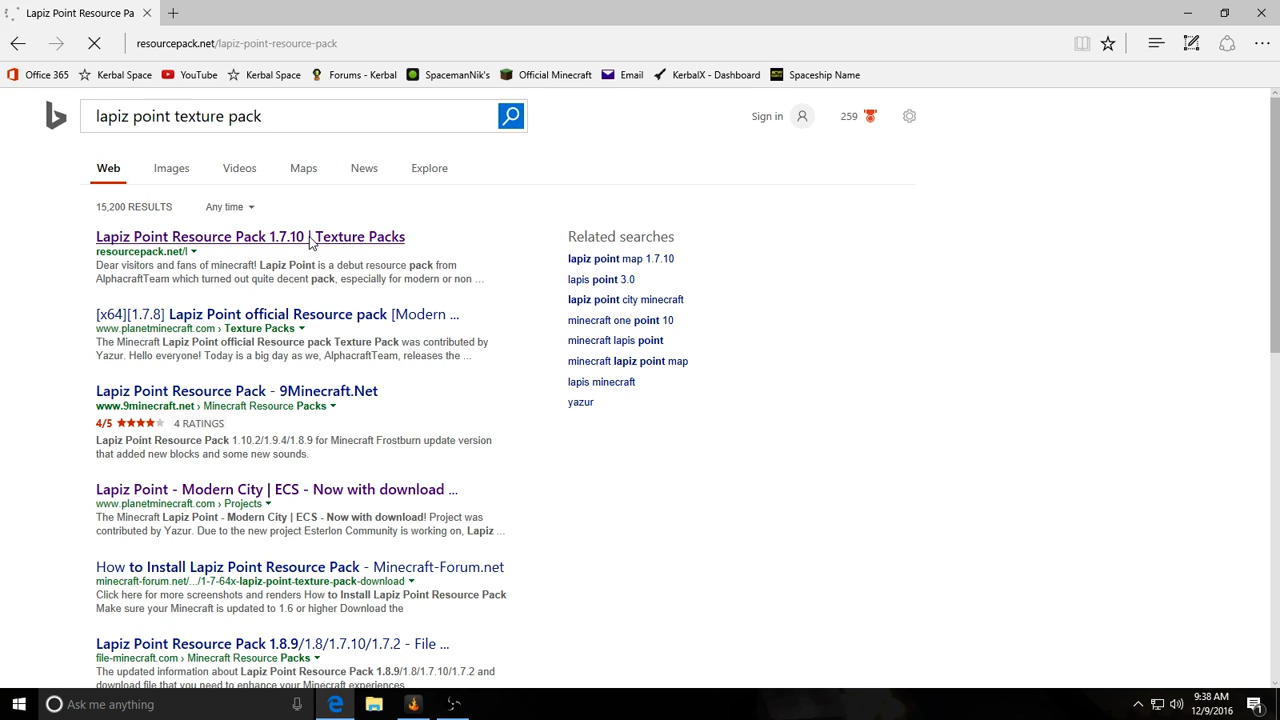 Lapiz Point Resource Pa
resourcepack.net/lapiz-point-resource-pack
Office 365 Kerbal Space YouTube Kerbal Space Forums - Kerbal SpacemanNik's Official Minecraft Email KerbalX - Dashboard Spaceship Name
lapiz point texture pack
Sign in 259
Web Images Videos Maps News Explore
15,200 RESULTS Any time
Lapiz Point Resource Pack 1.7.10 | Texture Packs
resourcepack.net/l
Dear visitors and fans of minecraft! Lapiz Point is a debut resource pack from
AlphacraftTeam which turned out quite decent pack, especially for modern or non ...
[x64][1.7.8] Lapiz Point official Resource pack [Modern ...
www.planetminecraft.com › Texture Packs
The Minecraft Lapiz Point official Resource pack Texture Pack was contributed by
Yazur. Hello everyone! Today is a big day as we, AlphacraftTeam, releases the ...
Lapiz Point Resource Pack - 9Minecraft.Net
www.9minecraft.net › Minecraft Resource Packs
4/5 4 RATINGS
Lapiz Point Resource Pack 1.10.2/1.9.4/1.8.9 for Minecraft Frostburn update version
that added new blocks and some new sounds.
Lapiz Point - Modern City | ECS - Now with download ...
www.planetminecraft.com › Projects
The Minecraft Lapiz Point - Modern City | ECS - Now with download! Project was
contributed by Yazur. Due to the new project Esterlon Community is working on, Lapiz ...
How to Install Lapiz Point Resource Pack - Minecraft-Forum.net
minecraft-forum.net/.../1-7-64x-lapiz-point-texture-pack-download
Click here for more screenshots and renders How to Install Lapiz Point Resource Pack
Make sure your Minecraft is updated to 1.6 or higher Download the
Lapiz Point Resource Pack 1.8.9/1.8/1.7.10/1.7.2 - File ...
file-minecraft.com › Minecraft Resource Packs
The updated information about Lapiz Point Resource Pack 1.8.9/1.8/1.7.10/1.7.2 and
download file that you need to enhance your Minecraft experiences
Related searches
lapiz point map 1.7.10
lapis point 3.0
lapiz point city minecraft
minecraft one point 10
minecraft lapis point
minecraft lapiz point map
lapis minecraft
yazur
Ask me anything
9:38 AM
12/9/2016
1